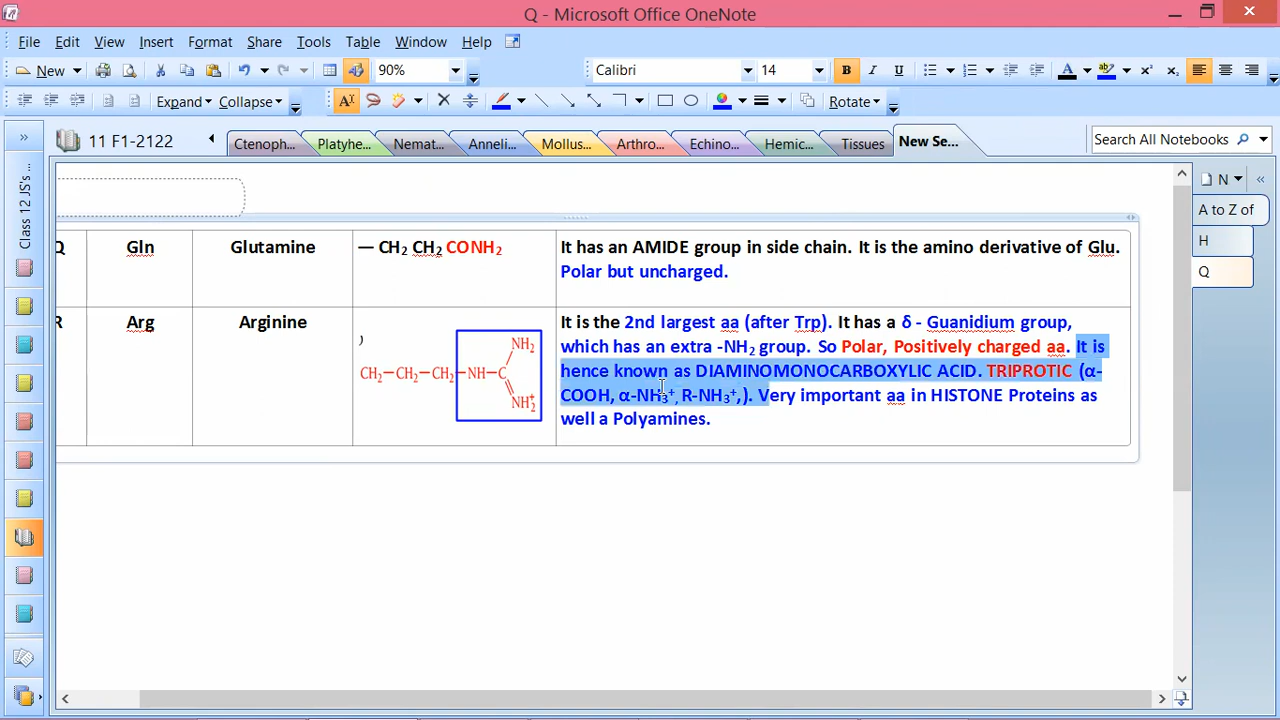 Q - Microsoft Office OneNote
File Edit View Insert Format Share Tools Table Window Help
New 90% Calibri 14 B I U
Expand Collapse Rotate
11 F1-2122 Ctenoph... Platyhe... Nemat... Anneli... Mollus... Arthro... Echino... Hemic... Tissues New Se... Search All Notebooks
N
A to Z of
H
Q
Class 12 JS's...
Q Gln Glutamine — CH2 CH2 CONH2 It has an AMIDE group in side chain. It is the amino derivative of Glu.
Polar but uncharged.
R Arg Arginine It is the 2nd largest aa (after Trp). It has a δ - Guanidium group,
which has an extra -NH2 group. So Polar, Positively charged aa. It is
hence known as DIAMINOMONOCARBOXYLIC ACID. TRIPROTIC (α-
COOH, α-NH3+, R-NH3+,). Very important aa in HISTONE Proteins as
well a Polyamines.
)
NH2
CH2—CH2—CH2—NH—C
NH2+